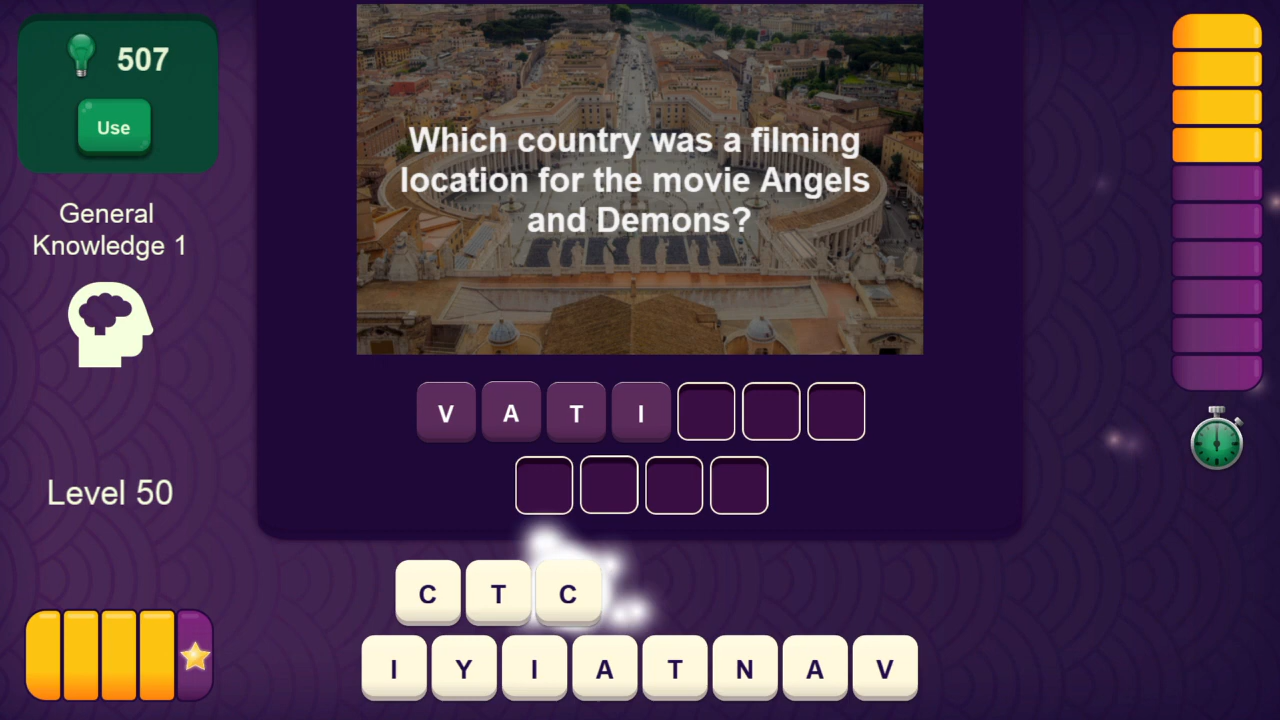 507
Use
General
Knowledge 1
Level 50
Which country was a filming
location for the movie Angels
and Demons?
V A T I
C T C
I Y I A T N A V